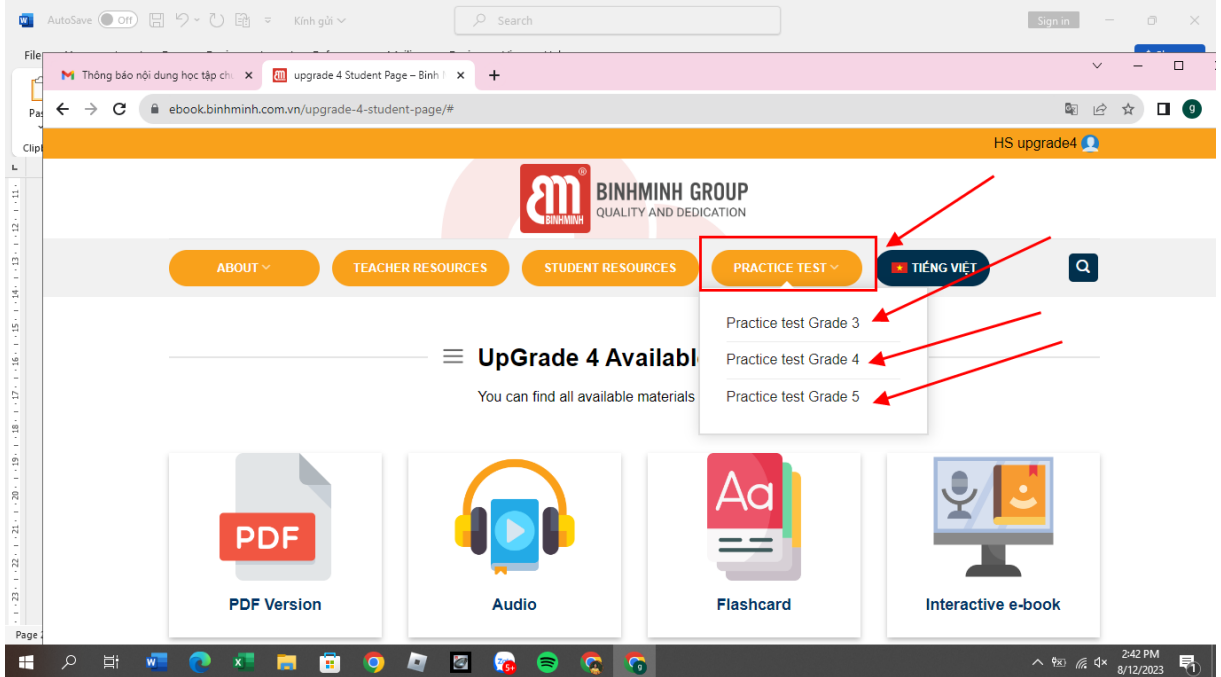 AutoSave Off Kính gửi Search Sign in
File
Thông báo nội dung học tập ch
upgrade 4 Student Page – Binh
ebook.binhminh.com.vn/upgrade-4-student-page/#
g
HS upgrade4
BINHMINH
BINHMINH GROUP
QUALITY AND DEDICATION
ABOUT TEACHER RESOURCES STUDENT RESOURCES PRACTICE TEST TIẾNG VIỆT
Practice test Grade 3
Practice test Grade 4
Practice test Grade 5
UpGrade 4
You can find all available materials
PDF
Aa
PDF Version Audio Flashcard Interactive e-book
Page
2:42 PM
8/12/2023